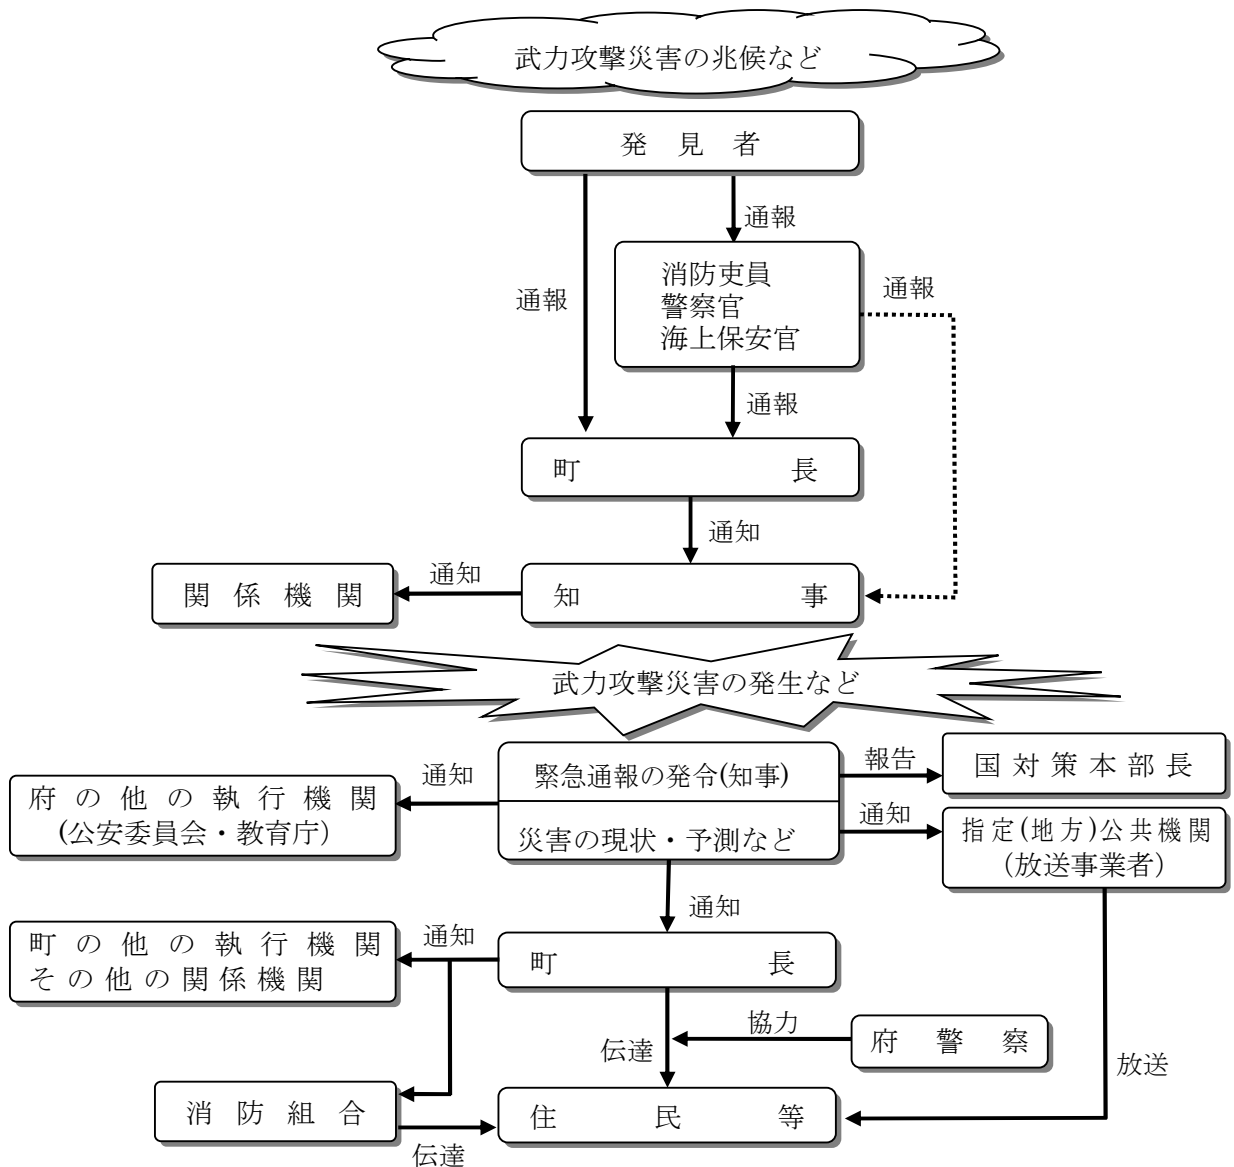 武力攻撃災害の兆候など
発見者
通報
消防吏員
警察官
海上保安官
通報
通報
通報
町長
通知
通知
関係機関
知事
武力攻撃災害の発生など
国対策本部長
報告
緊急通報の発令(知事)
通知
府の他の執行機関
(公安委員会・教育庁)
通知
指定(地方)公共機関
(放送事業者)
災害の現状・予測など
通知
町の他の執行機関
その他の関係機関
通知
町長
協力
府警察
伝達
放送
消防組合
住民等
伝達